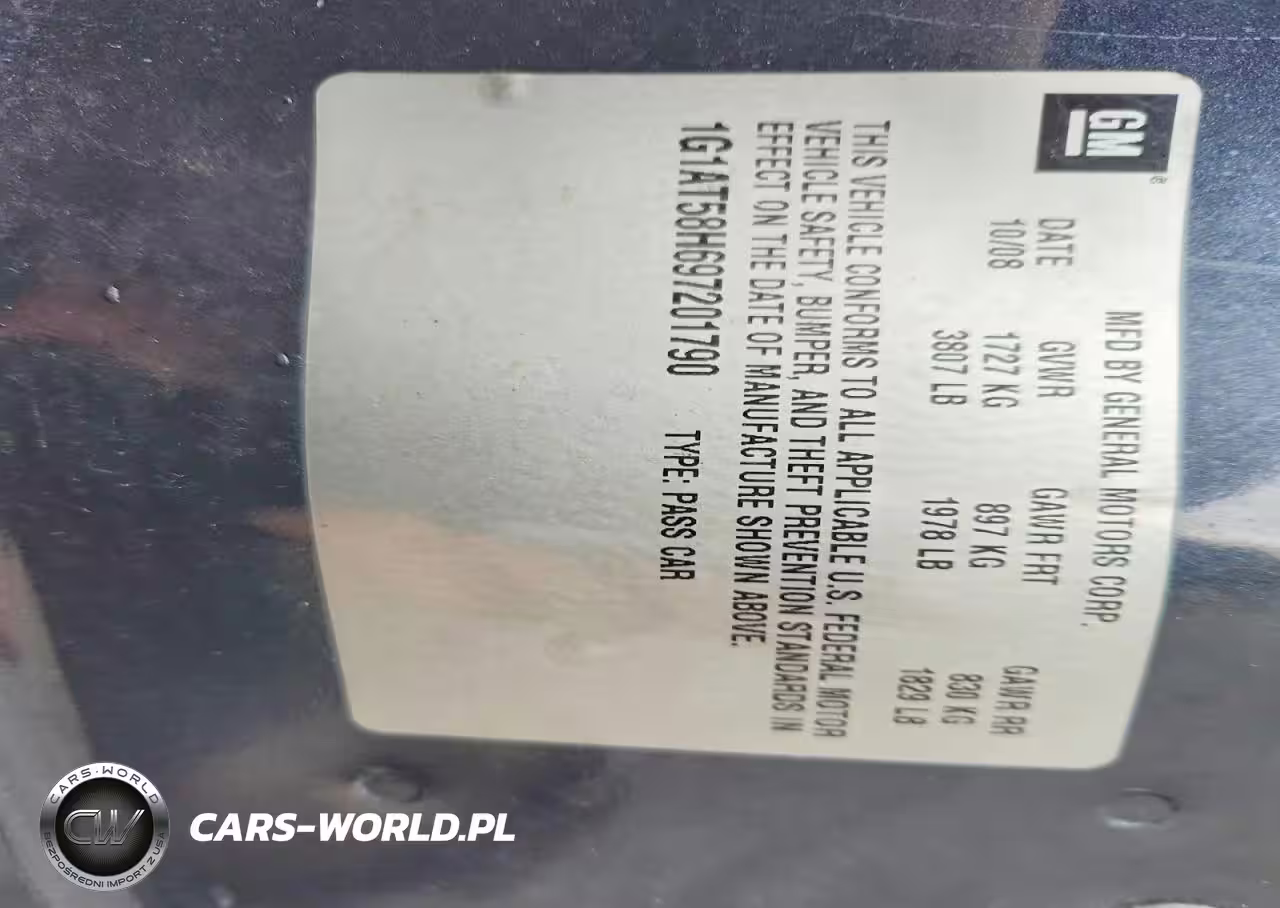 GM
®
MFD BY GENERAL MOTORS CORP.
DATE GVWR GAWR FRT GAWR RR
10/08 1727 KG 897 KG 830 KG
3807 LB 1978 LB 1829 LB
THIS VEHICLE CONFORMS TO ALL APPLICABLE U.S. FEDERAL MOTOR
VEHICLE SAFETY, BUMPER, AND THEFT PREVENTION STANDARDS IN
EFFECT ON THE DATE OF MANUFACTURE SHOWN ABOVE.
1G1AT58H697201790 TYPE: PASS CAR
CARS-WORLD
CW
BEZPOŚREDNI IMPORT Z USA
CARS-WORLD.PL